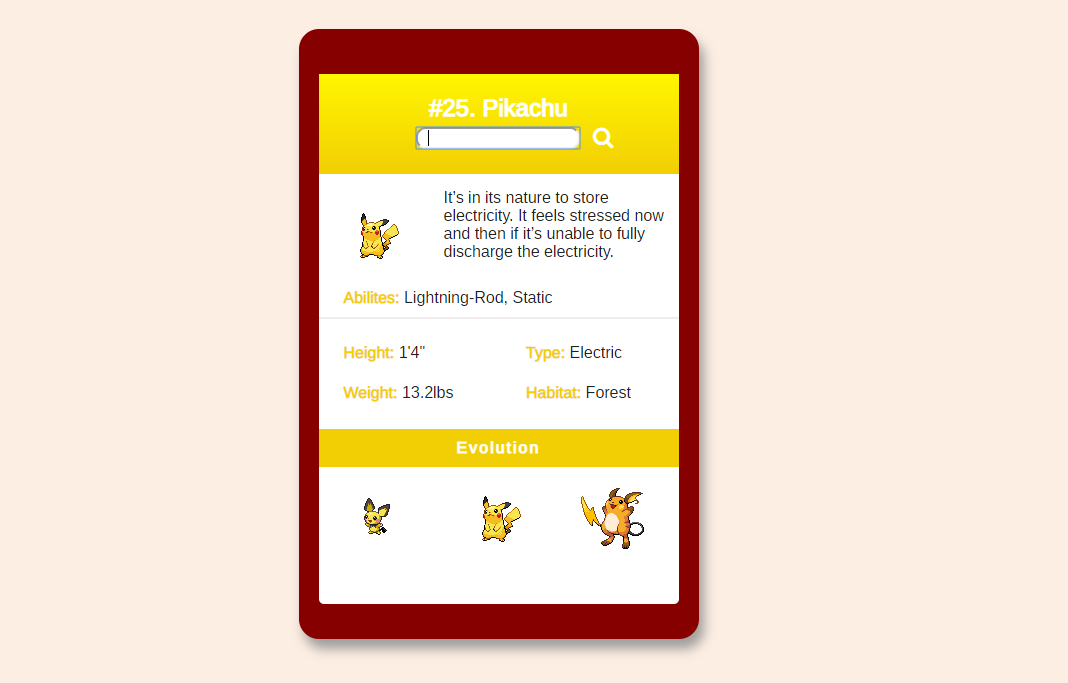 #25. Pikachu
It's in its nature to store
electricity. It feels stressed now
and then if it's unable to fully
discharge the electricity.
Abilites: Lightning-Rod, Static
Height: 1'4"
Type: Electric
Weight: 13.2lbs
Habitat: Forest
Evolution